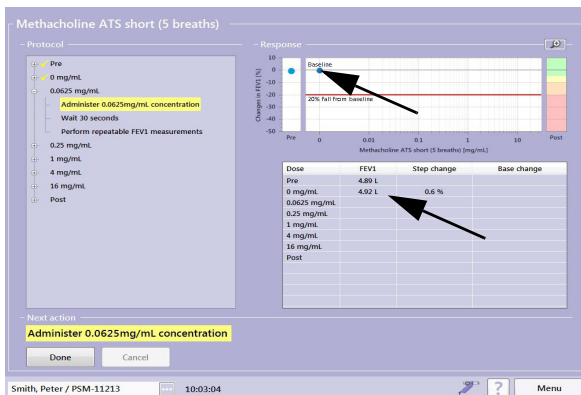 Methacholine ATS short (5 breaths)
Protocol
Pre
0 mg/mL
0.0625 mg/mL
Administer 0.0625mg/mL concentration
Wait 30 seconds
Perform repeatable FEV1 measurements
0.25 mg/mL
1 mg/mL
4 mg/mL
16 mg/mL
Post
Response
Changes in FEV1 [%]
10
0
-10
-20
-30
-40
-50
Baseline
20% fall from baseline
Pre 0 0.01 0.1 1 10 Post
Methacholine ATS short (5 breaths) [mg/mL]
Dose FEV1 Step change Base change
Pre 4.89 L
0 mg/mL 4.92 L 0.6 %
0.0625 mg/mL
0.25 mg/mL
1 mg/mL
4 mg/mL
16 mg/mL
Post
Next action
Administer 0.0625mg/mL concentration
Done Cancel
Smith, Peter / PSM-11213 ... 10:03:04 ? Menu